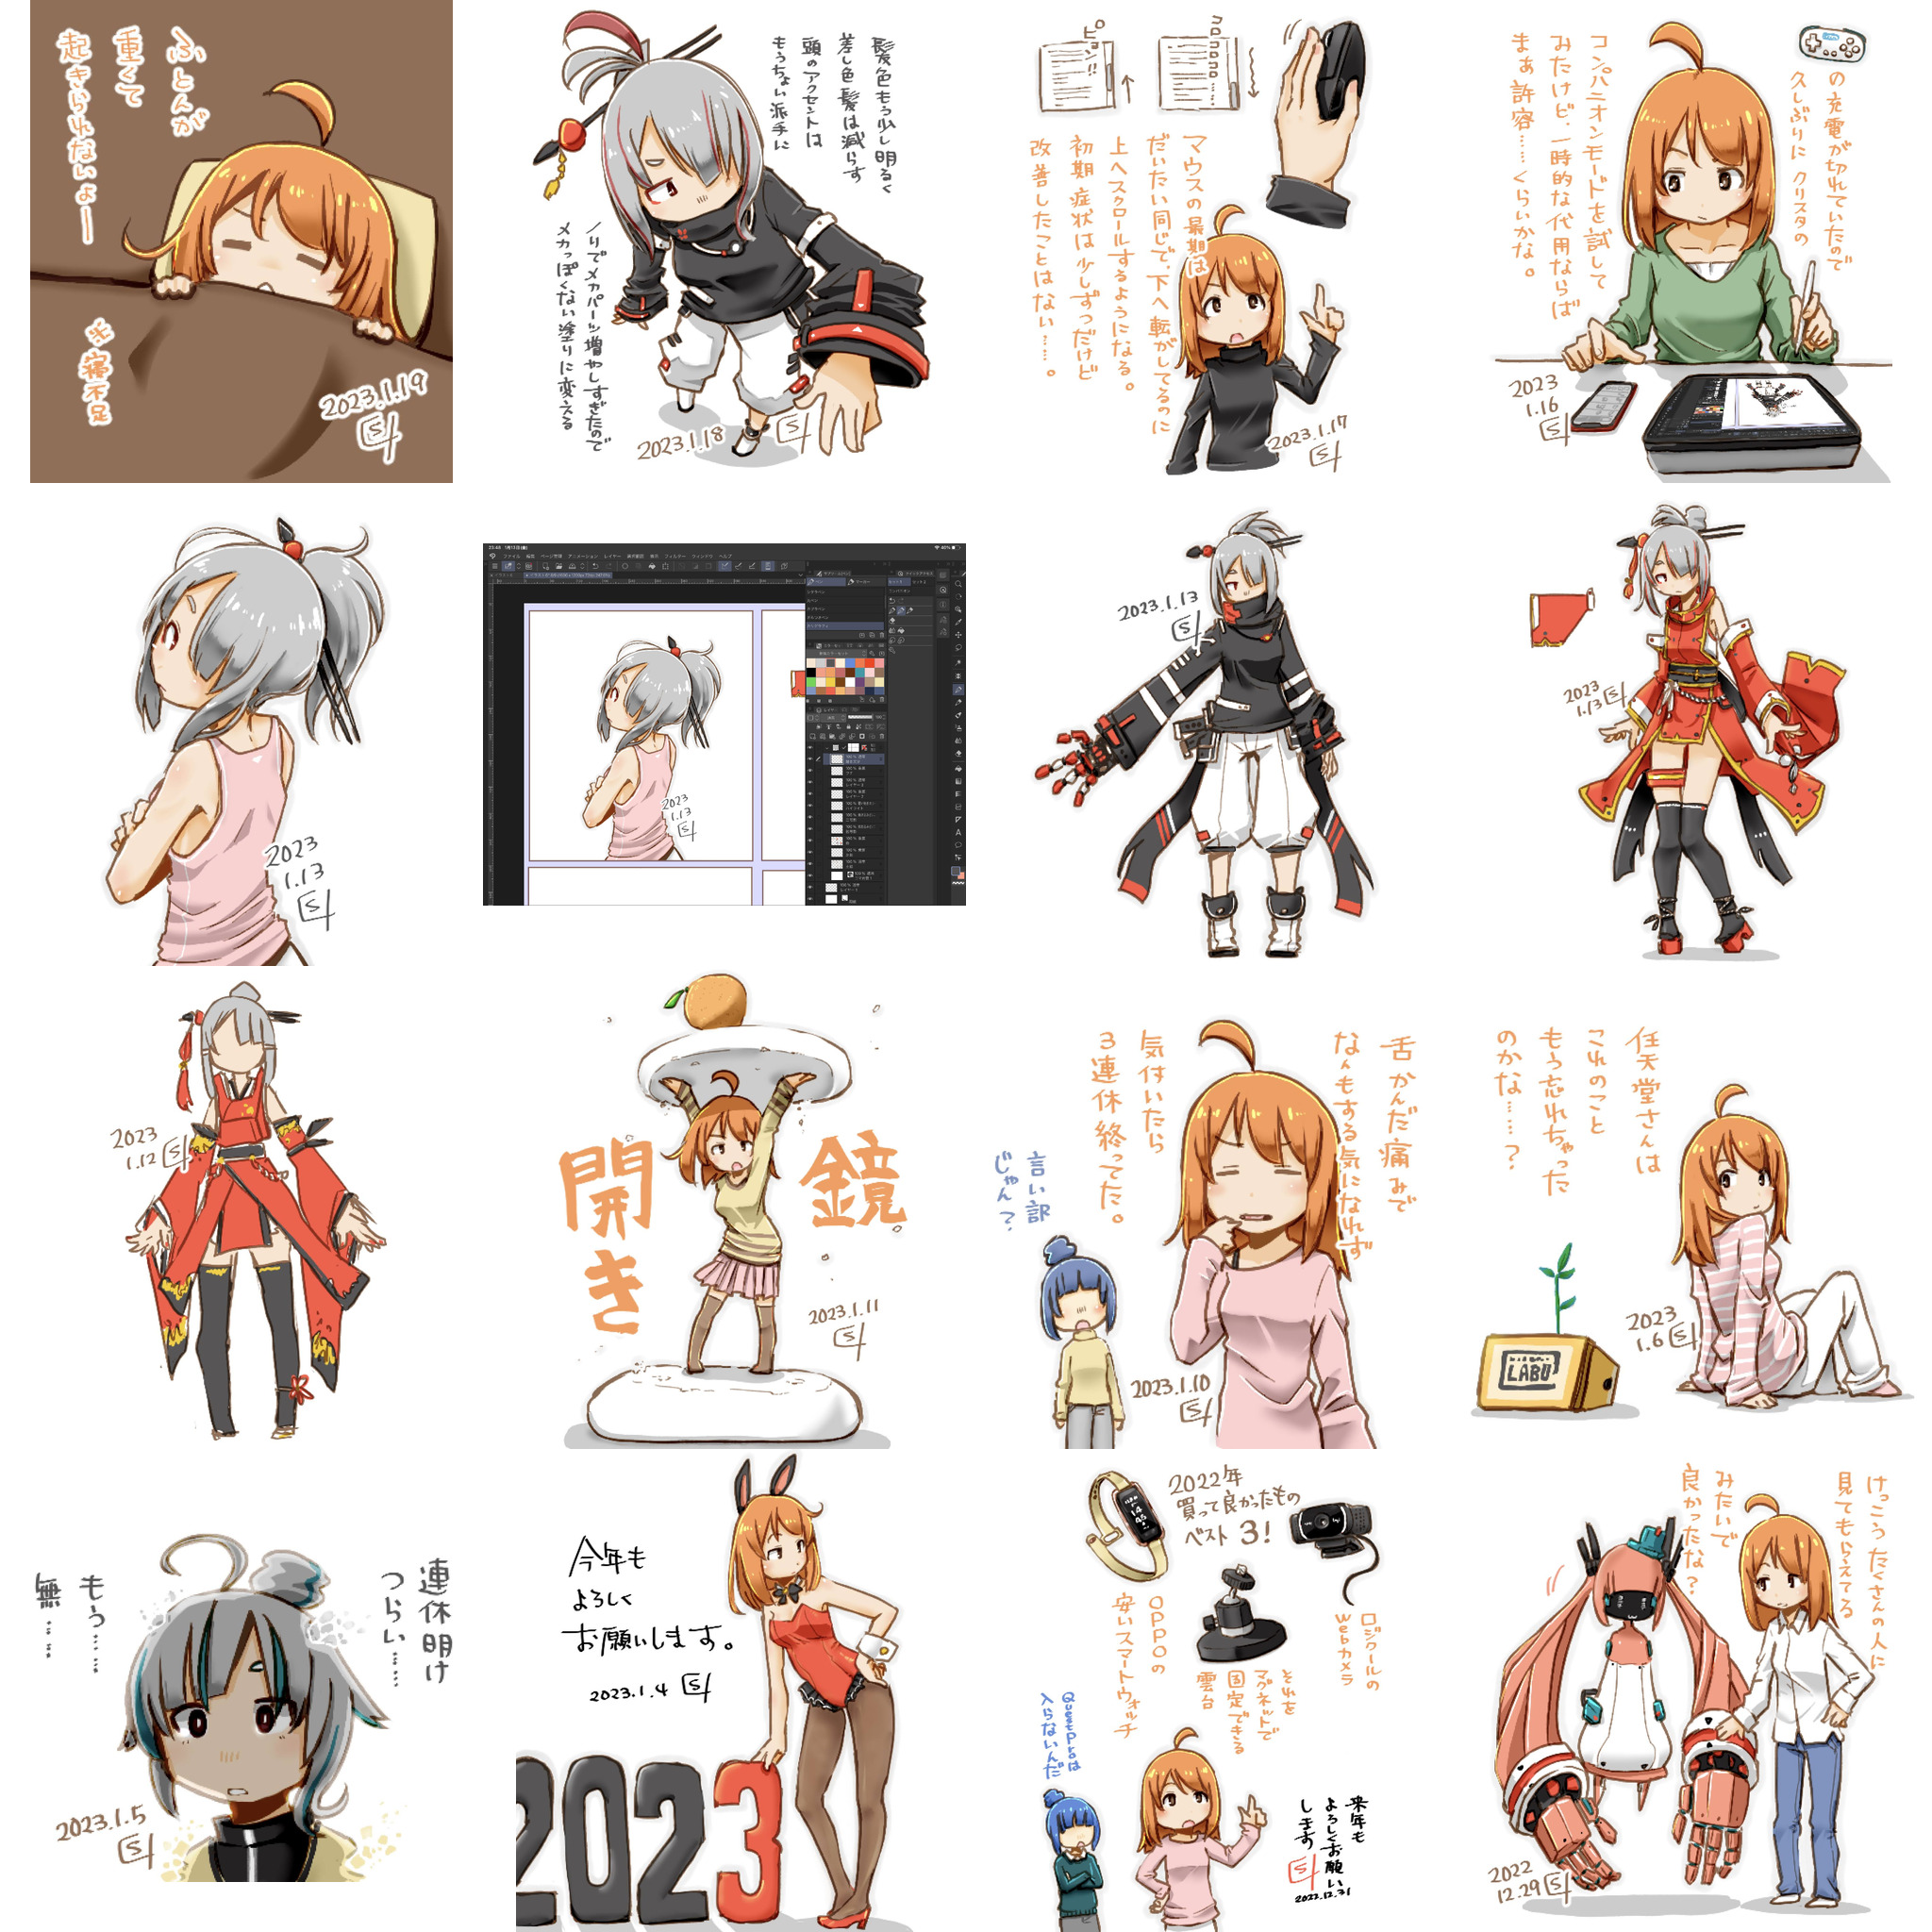 ふとんが
重くて
起きられないよー
※寝不足
2023.1.19
髪色もう少し明るく
差し色髪は減らす
頭のアクセントは
もうちょい派手に
ノリでメカパーツ増やしすぎたので
メカっぽくない塗りに変える
2023.1.18
ピョン!!
nanana……
マウスの最期は
だいたい同じで、下へ転がしてるのに
上へスクロールするようになる。
初期症状は少しずつだけど
改善したことはない……。
2023.1.17
の充電が切れていたので
久しぶりにクリスタの
コンパニオンモードを試して
みたけど、一時的な代用ならば
まぁ許容……くらいかな。
2023
1.16
2023
1.13
ファイル
2023
1.13
2023.1.13
2023
1.13
2023
1.12
鏡
開き
2023.1.11
舌かんだ痛みで
なんもする気になれず
気付いたら
3連休終ってた。
言い訳
じゃん?
2023.1.10
任天堂さんは
これのこと
もう忘れちゃった
のかな……?
LABO
2023
1.6
連休明け
つらい……
もう……
無……
2023.1.5
今年も
よろしく
お願いします。
2023.1.4
2023
2022年
買って良かったもの
ベスト3!
ロジクールの
Webカメラ
それを
マグネットで
固定できる
雲台
OPPOの
安いスマートウォッチ
QuestProは
入らないんだ
来年も
よろしくお願い
します
2022.12.31
けっこうたくさんの人に
見てもらえてる
みたいで
良かったな?
2022
12.29